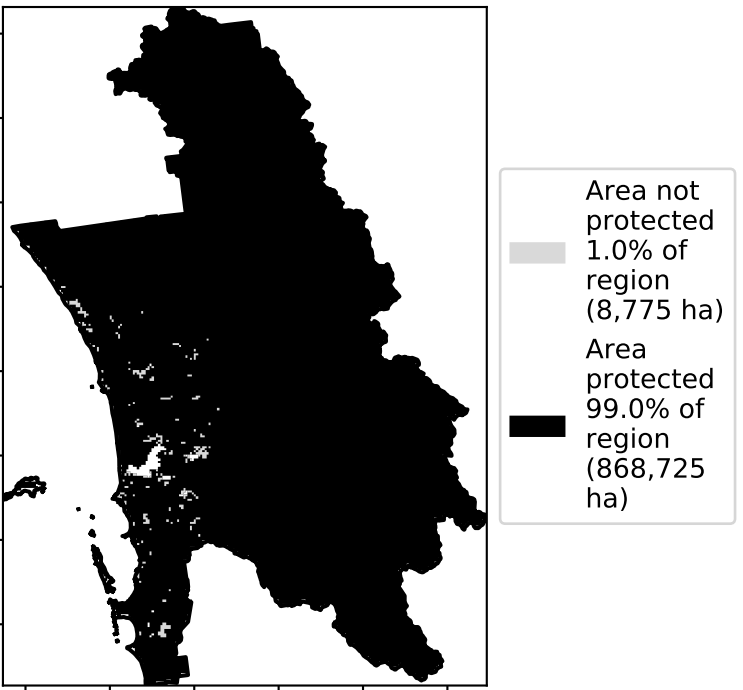 Area not
protected
1.0% of
region
(8,775 ha)
Area
protected
99.0% of
region
(868,725
ha)